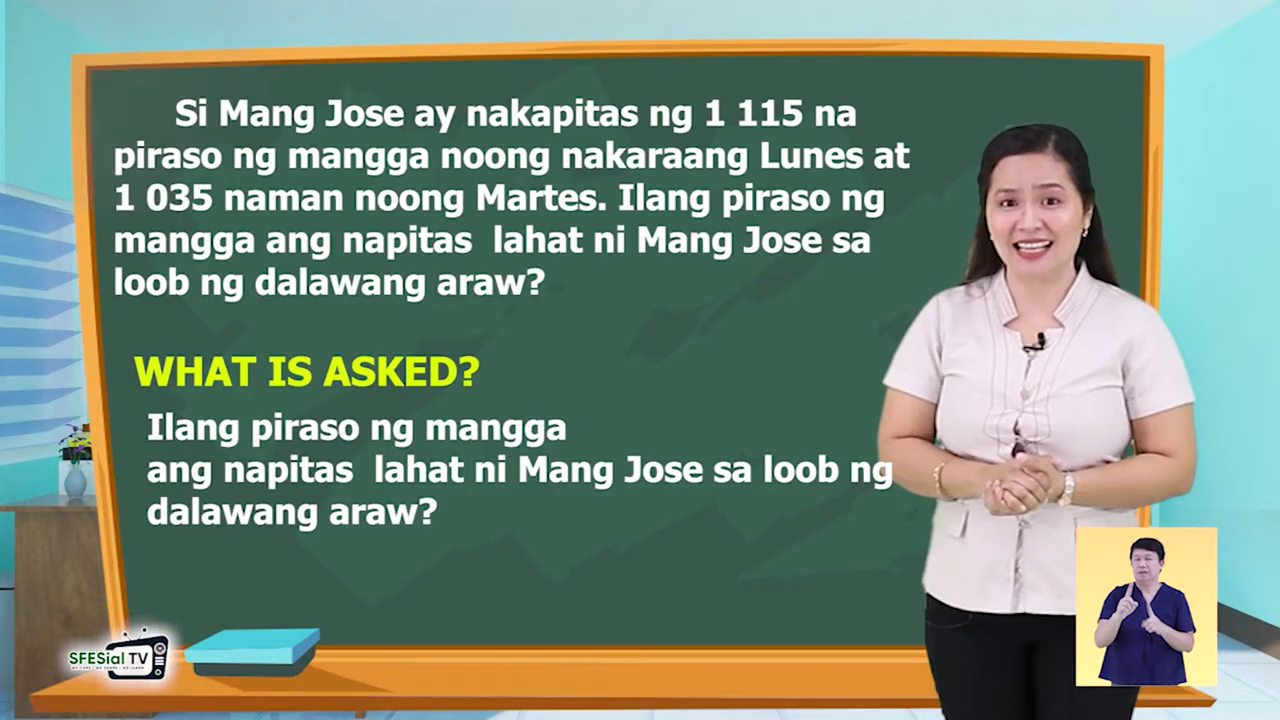 Si Mang Jose ay nakapitas ng 1 115 na
piraso ng mangga noong nakaraang Lunes at
1 035 naman noong Martes. Ilang piraso ng
mangga ang napitas lahat ni Mang Jose sa
loob ng dalawang araw?
WHAT IS ASKED?
Ilang piraso ng mangga
ang napitas lahat ni Mang Jose sa loob ng
dalawang araw?
SFESial TV